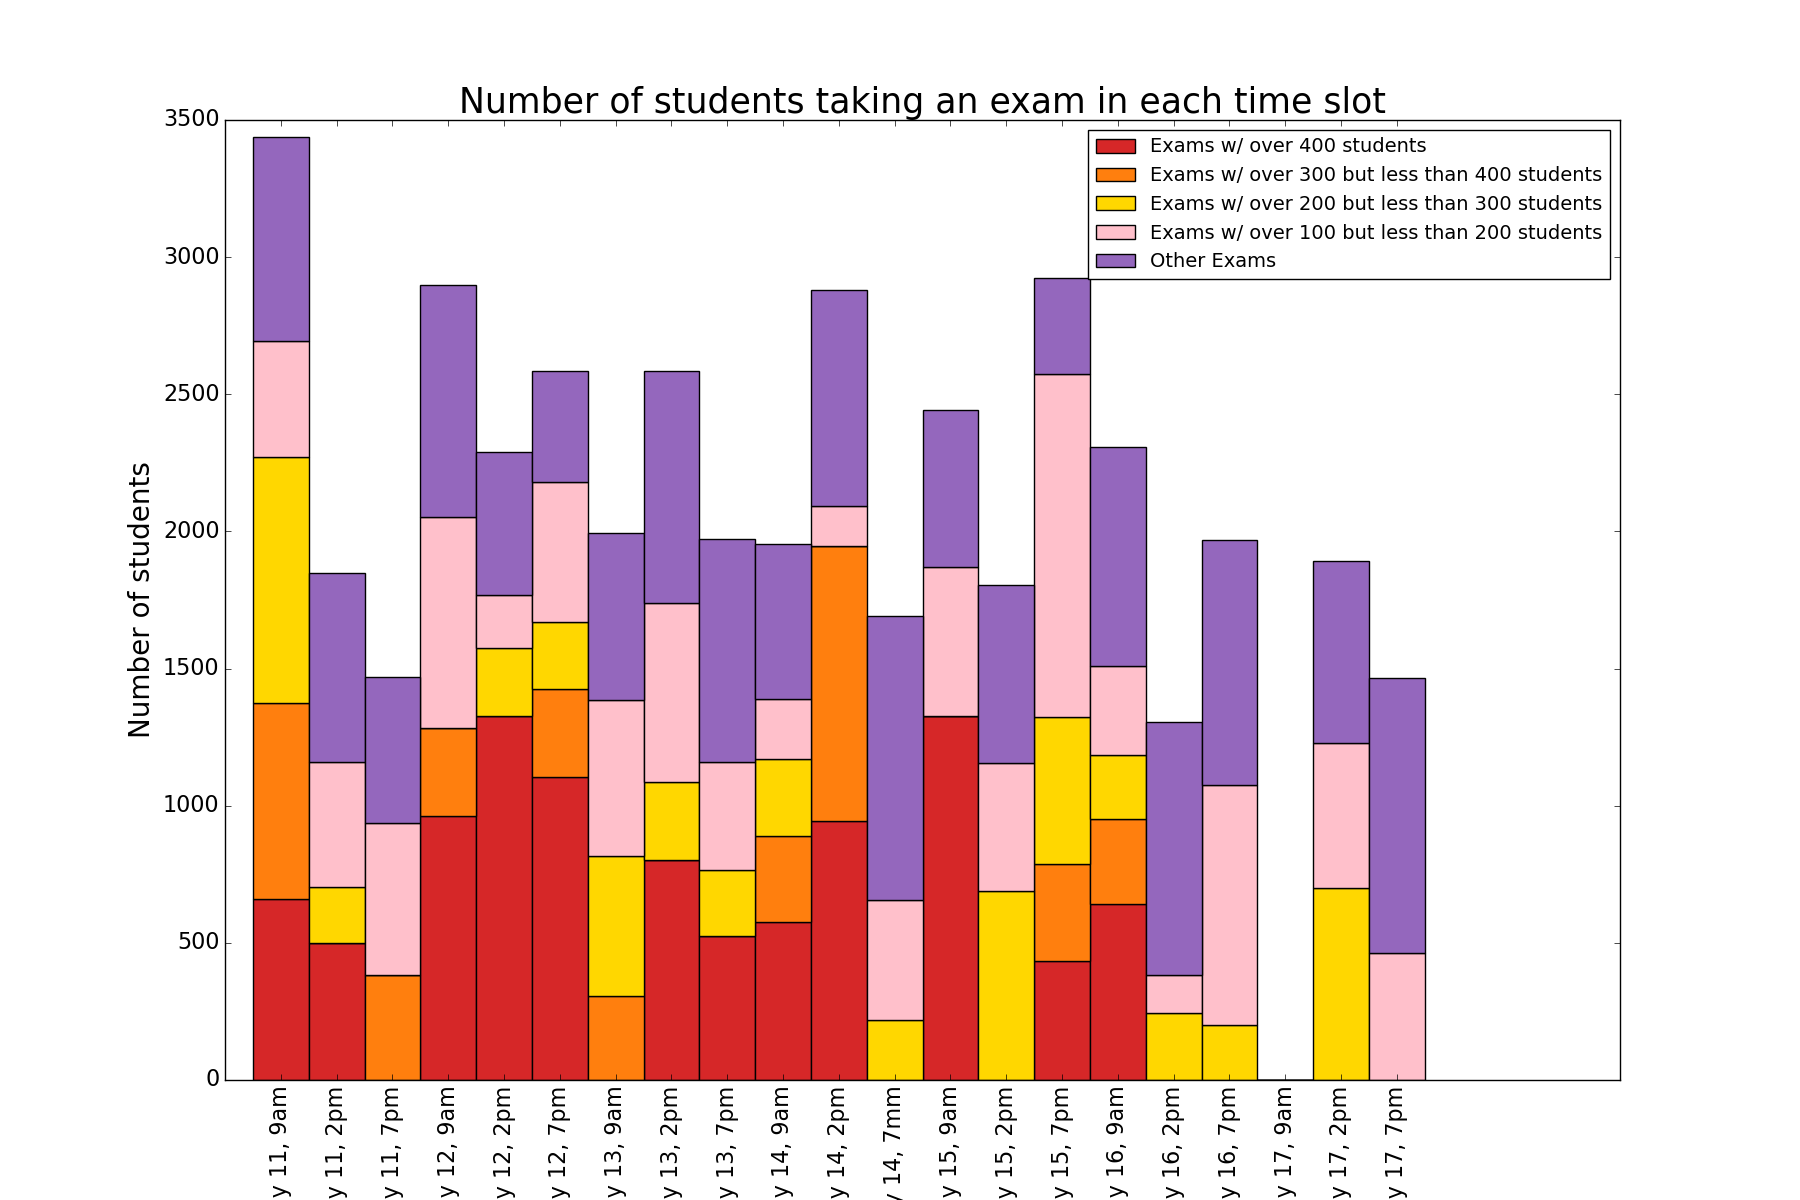 Number of students taking an exam in each time slot
3500
3000
2500
2000
1500
1000
500
0
Number of students
Exams w/ over 400 students
Exams w/ over 300 but less than 400 students
Exams w/ over 200 but less than 300 students
Exams w/ over 100 but less than 200 students
Other Exams
y 11, 9am
y 11, 2pm
y 11, 7pm
y 12, 9am
y 12, 2pm
y 12, 7pm
y 13, 9am
y 13, 2pm
y 13, 7pm
y 14, 9am
y 14, 2pm
y 14, 7mm
y 15, 9am
y 15, 2pm
y 15, 7pm
y 16, 9am
y 16, 2pm
y 16, 7pm
y 17, 9am
y 17, 2pm
y 17, 7pm